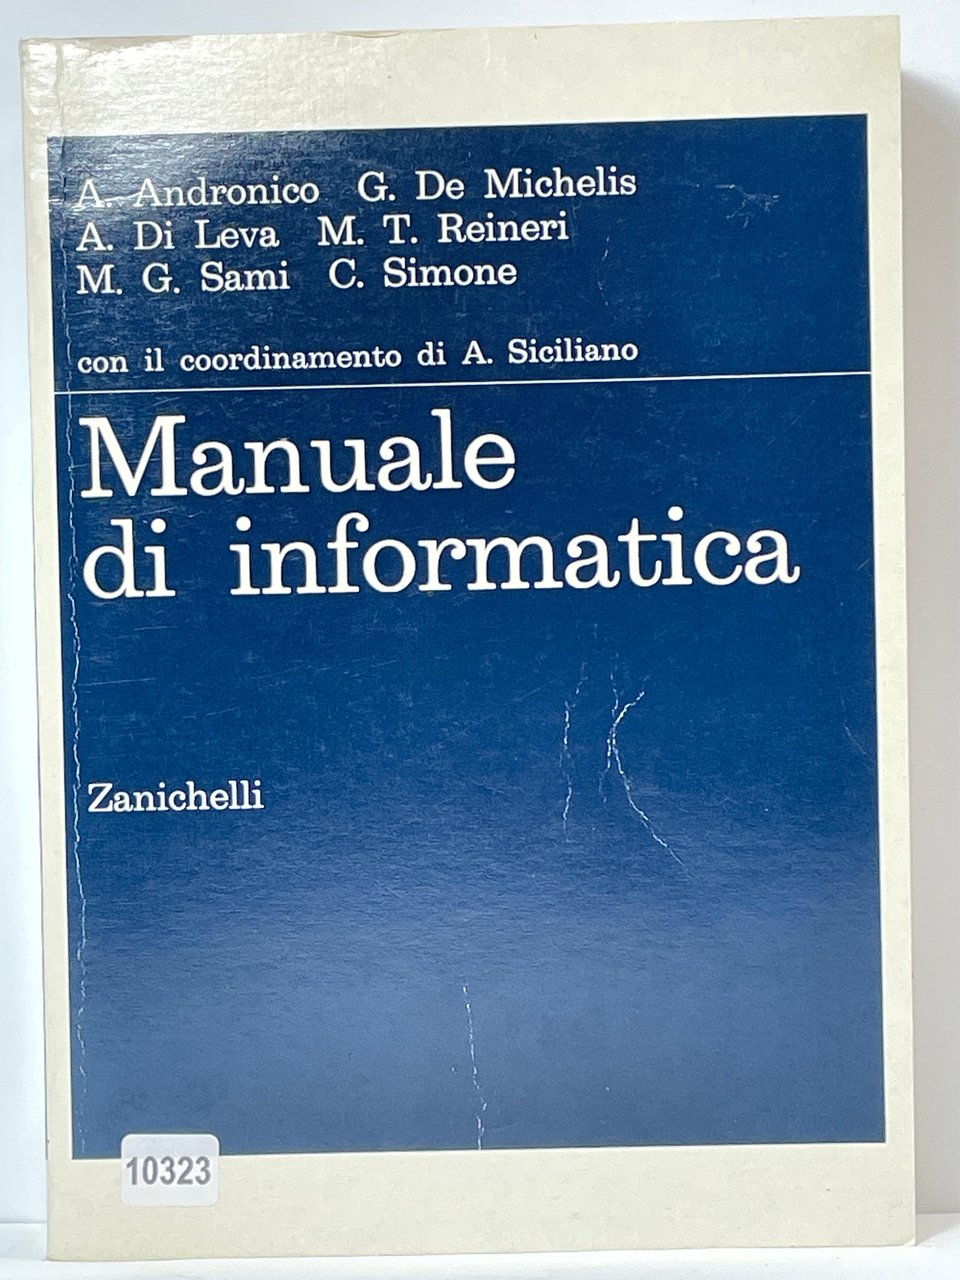 A. Andronico G. De Michelis
A. Di Leva M. T. Reineri
M. G. Sami C. Simone
con il coordinamento di A. Siciliano
Manuale
di informatica
Zanichelli
10323